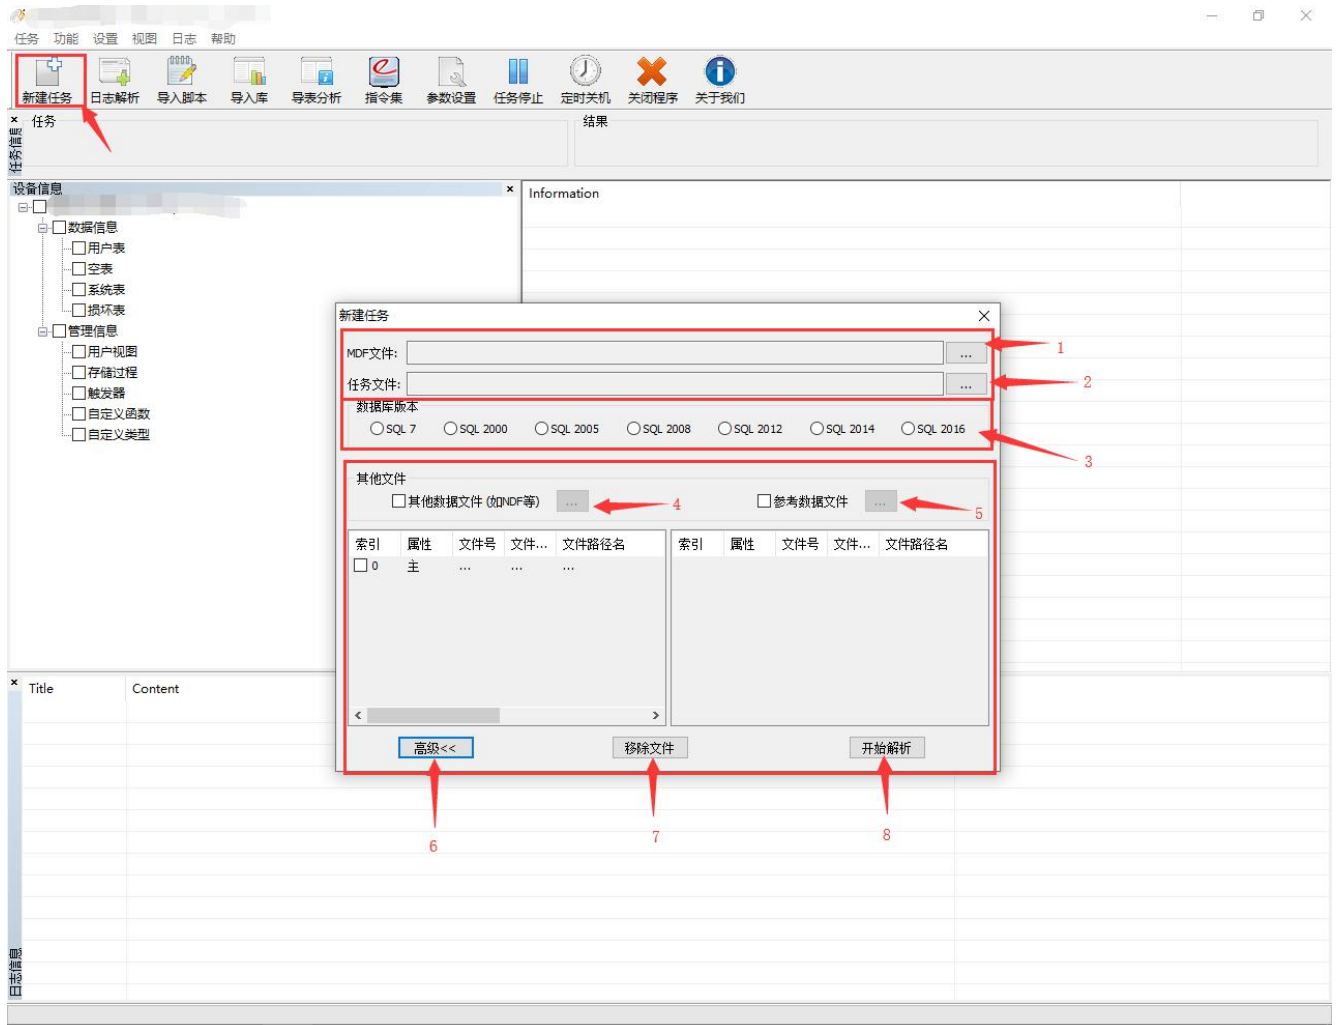 任务 功能 设置 视图 日志 帮助
新建任务 日志解析 导入脚本 导入库 导表分析 指令集 参数设置 任务停止 定时关机 关闭程序 关于我们
任务信息
任务
结果
设备信息
Information
数据信息
用户表
空表
系统表
损坏表
管理信息
用户视图
存储过程
触发器
自定义函数
自定义类型
新建任务
MDF文件: ... 1
任务文件: ... 2
数据库版本
SQL 7 SQL 2000 SQL 2005 SQL 2008 SQL 2012 SQL 2014 SQL 2016
3
其他文件
其他数据文件 (如NDF等) ... 4 参考数据文件 ... 5
索引 属性 文件号 文件... 文件路径名 索引 属性 文件号 文件... 文件路径名
0 主 ... ... ...
高级<< 移除文件 开始解析
6 7 8
Title Content
日志信息